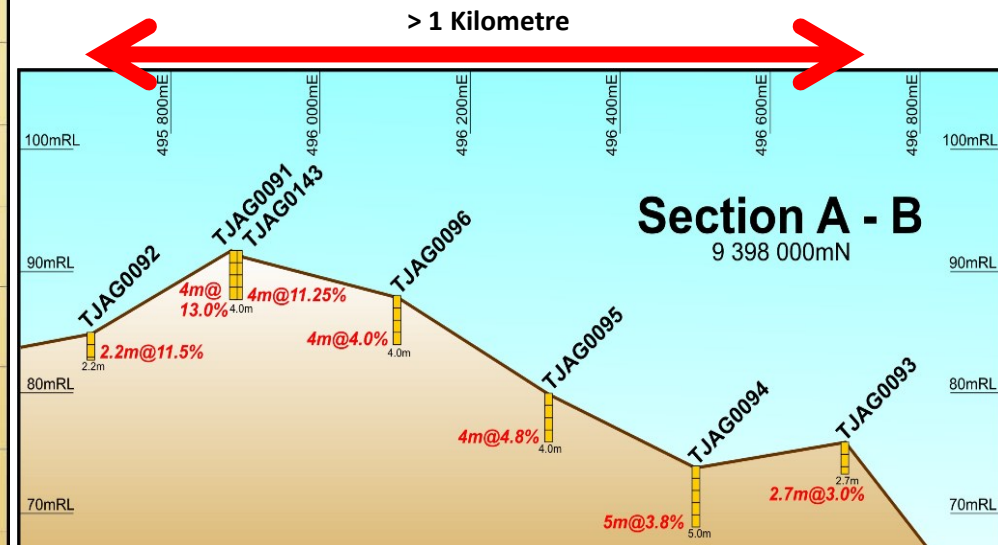 > 1 Kilometre
495 800mE
496 000mE
496 200mE
496 400mE
496 600mE
496 800mE
100mRL
100mRL
Section A - B
9 398 000mN
TJAG0091
TJAG0143
TJAG0092
TJAG0096
90mRL
90mRL
4m@
13.0%
4m@11.25%
4.0m
2.2m@11.5%
2.2m
4m@4.0%
4.0m
TJAG0095
80mRL
80mRL
4m@4.8%
4.0m
TJAG0094
TJAG0093
2.7m
2.7m@3.0%
70mRL
70mRL
5m@3.8%
5.0m